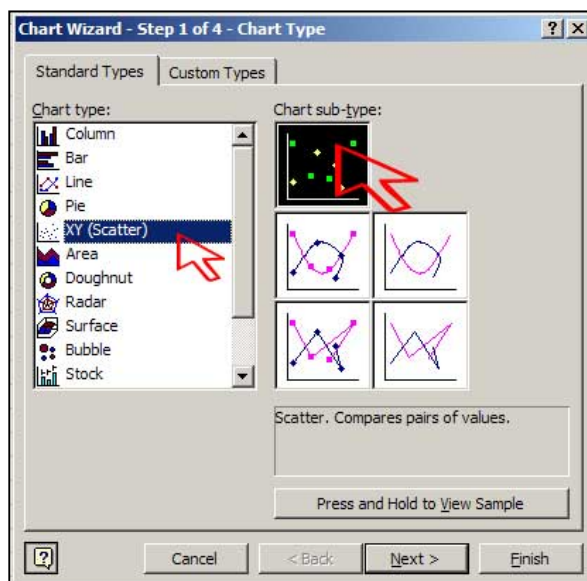 Chart Wizard - Step 1 of 4 - Chart Type
? X
Standard Types
Custom Types
Chart type:
Column
Bar
Line
Pie
XY (Scatter)
Area
Doughnut
Radar
Surface
Bubble
Stock
Chart sub-type:
Scatter. Compares pairs of values.
Press and Hold to View Sample
?
Cancel
< Back
Next >
Finish